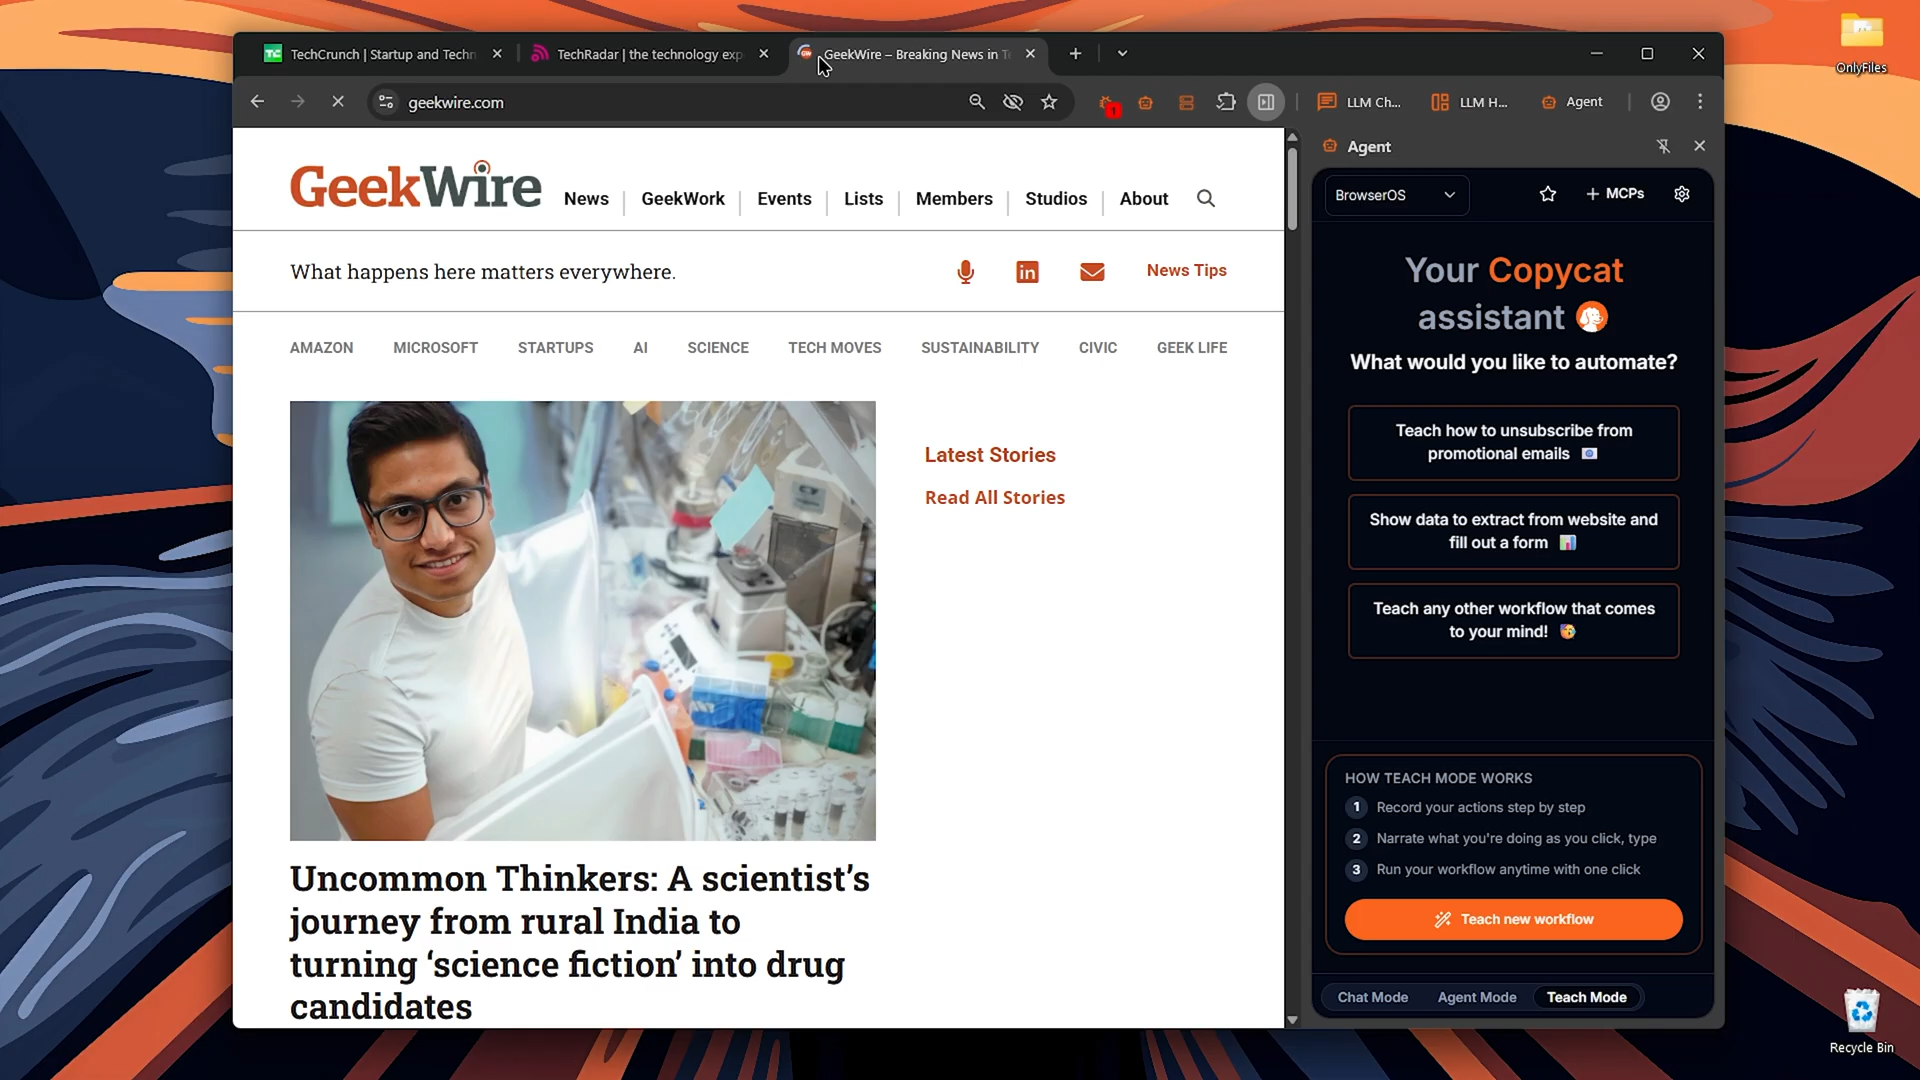 TechCrunch | Startup and Techn
TechRadar | the technology exp
GeekWire – Breaking News in Te
OnlyFiles
geekwire.com
1
LLM Ch...
LLM H...
Agent
Agent
GeekWire
News
GeekWork
Events
Lists
Members
Studios
About
What happens here matters everywhere.
in
News Tips
AMAZON
MICROSOFT
STARTUPS
AI
SCIENCE
TECH MOVES
SUSTAINABILITY
CIVIC
GEEK LIFE
Latest Stories
Read All Stories
Uncommon Thinkers: A scientist’s
journey from rural India to
turning ‘science fiction’ into drug
candidates
BrowserOS
+ MCPs
Your Copycat
assistant
What would you like to automate?
Teach how to unsubscribe from
promotional emails
Show data to extract from website and
fill out a form
Teach any other workflow that comes
to your mind!
HOW TEACH MODE WORKS
1 Record your actions step by step
2 Narrate what you're doing as you click, type
3 Run your workflow anytime with one click
Teach new workflow
Chat Mode
Agent Mode
Teach Mode
Recycle Bin